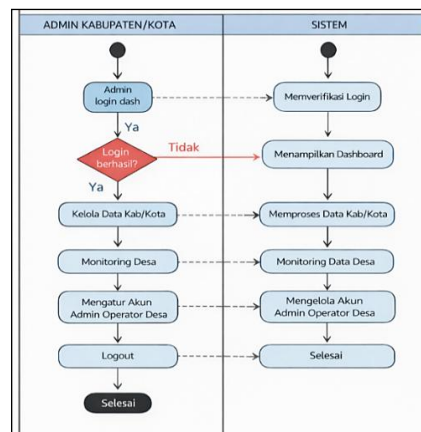 ADMIN KABUPATEN/KOTA
SISTEM
Admin
login dash
Memverifikasi Login
Ya
Login
berhasil?
Tidak
Menampilkan Dashboard
Ya
Kelola Data Kab/Kota
Memproses Data Kab/Kota
Monitoring Desa
Monitoring Data Desa
Mengatur Akun
Admin Operator Desa
Mengelola Akun
Admin Operator Desa
Logout
Selesai
Selesai